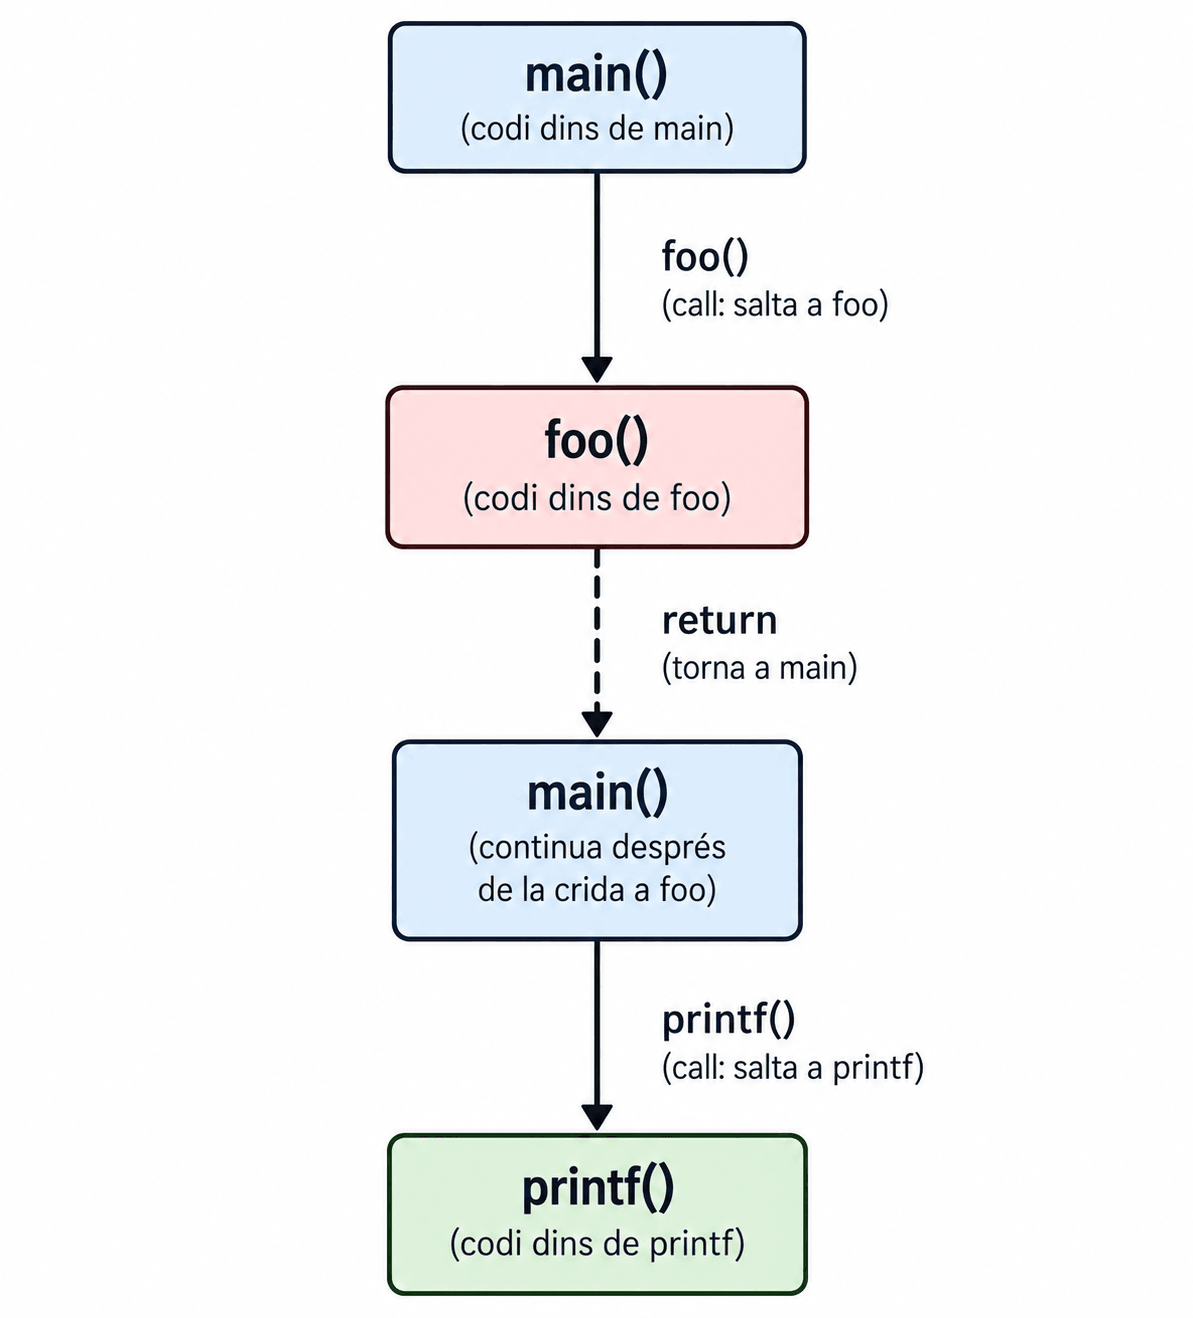 main()
(codi dins de main)
foo()
(call: salta a foo)
foo()
(codi dins de foo)
return
(torna a main)
main()
(continua després
de la crida a foo)
printf()
(call: salta a printf)
printf()
(codi dins de printf)